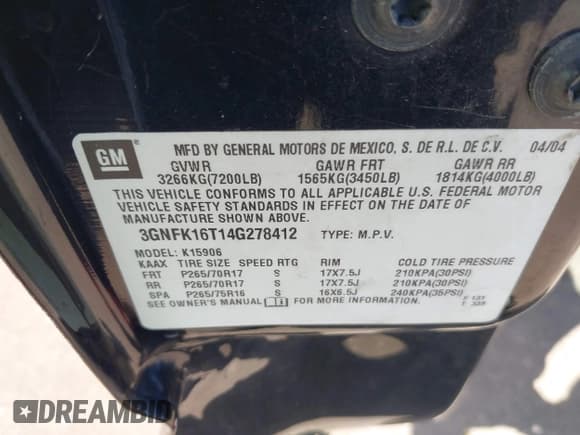 GM
MFD BY GENERAL MOTORS DE MEXICO, S. DE R.L. DE C.V. 04/04
GVWR GAWR FRT GAWR RR
3266KG(7200LB) 1565KG(3450LB) 1814KG(4000LB)
THIS VEHICLE CONFORMS TO ALL APPLICABLE U.S. FEDERAL MOTOR
VEHICLE SAFETY STANDARDS IN EFFECT ON THE DATE OF
MANUFACTURE SHOWN ABOVE.
3GNFK16T14G278412 TYPE: M.P.V.
MODEL: K15906
KAAX TIRE SIZE SPEED RTG RIM COLD TIRE PRESSURE
FRT P265/70R17 S 17X7.5J 210KPA(30PSI)
RR P265/70R17 S 17X7.5J 210KPA(30PSI)
SPA P265/75R16 S 16X6.5J 240KPA(35PSI)
SEE OWNER'S MANUAL FOR MORE INFORMATION.
DREAMBID